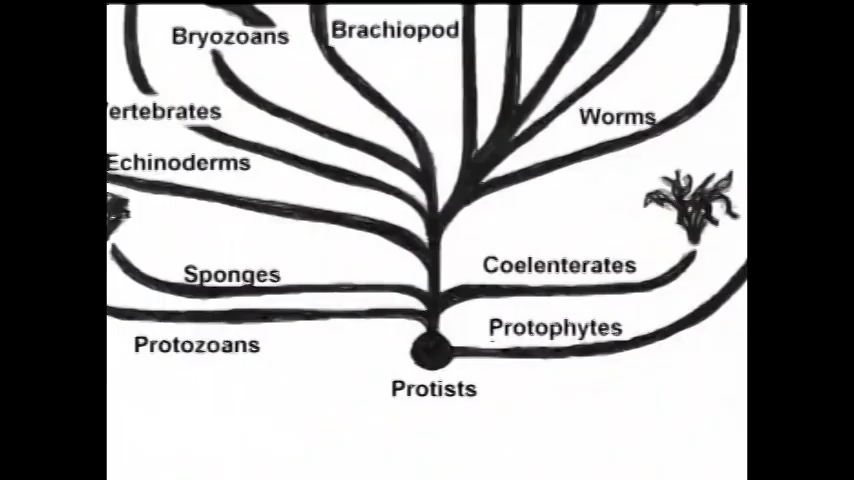 Bryozoans
Brachiopod
ertebrates
Worms
Echinoderms
Sponges
Coelenterates
Protozoans
Protophytes
Protists